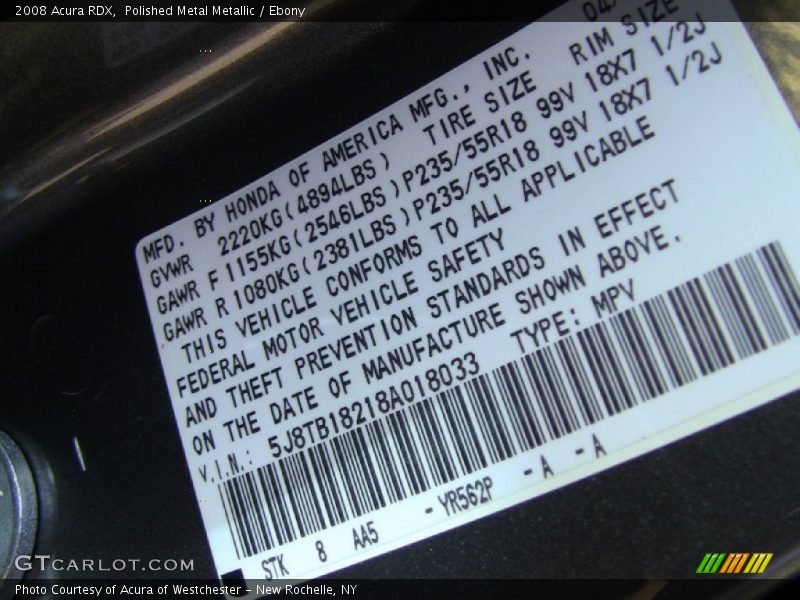 2008 Acura RDX, Polished Metal Metallic / Ebony
04/
MFD. BY HONDA OF AMERICA MFG., INC.
GVWR 2220KG(4894LBS) TIRE SIZE RIM SIZE
GAWR F 1155KG(2546LBS)P235/55R18 99V 18X7 1/2J
GAWR R 1080KG(2381LBS)P235/55R18 99V 18X7 1/2J
THIS VEHICLE CONFORMS TO ALL APPLICABLE
FEDERAL MOTOR VEHICLE SAFETY
AND THEFT PREVENTION STANDARDS IN EFFECT
ON THE DATE OF MANUFACTURE SHOWN ABOVE.
V.I.N.: 5J8TB18218A018033 TYPE: MPV
STK 8 AA5 -YR562P -A -A
GTCARLOT.COM
Photo Courtesy of Acura of Westchester – New Rochelle, NY